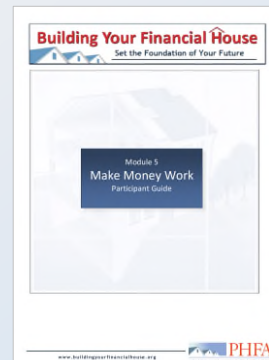 Building Your Financial House
Set the Foundation of Your Future
Module 5
Make Money Work
Participant Guide
www.buildingyourfinancialhouse.org
PHFA